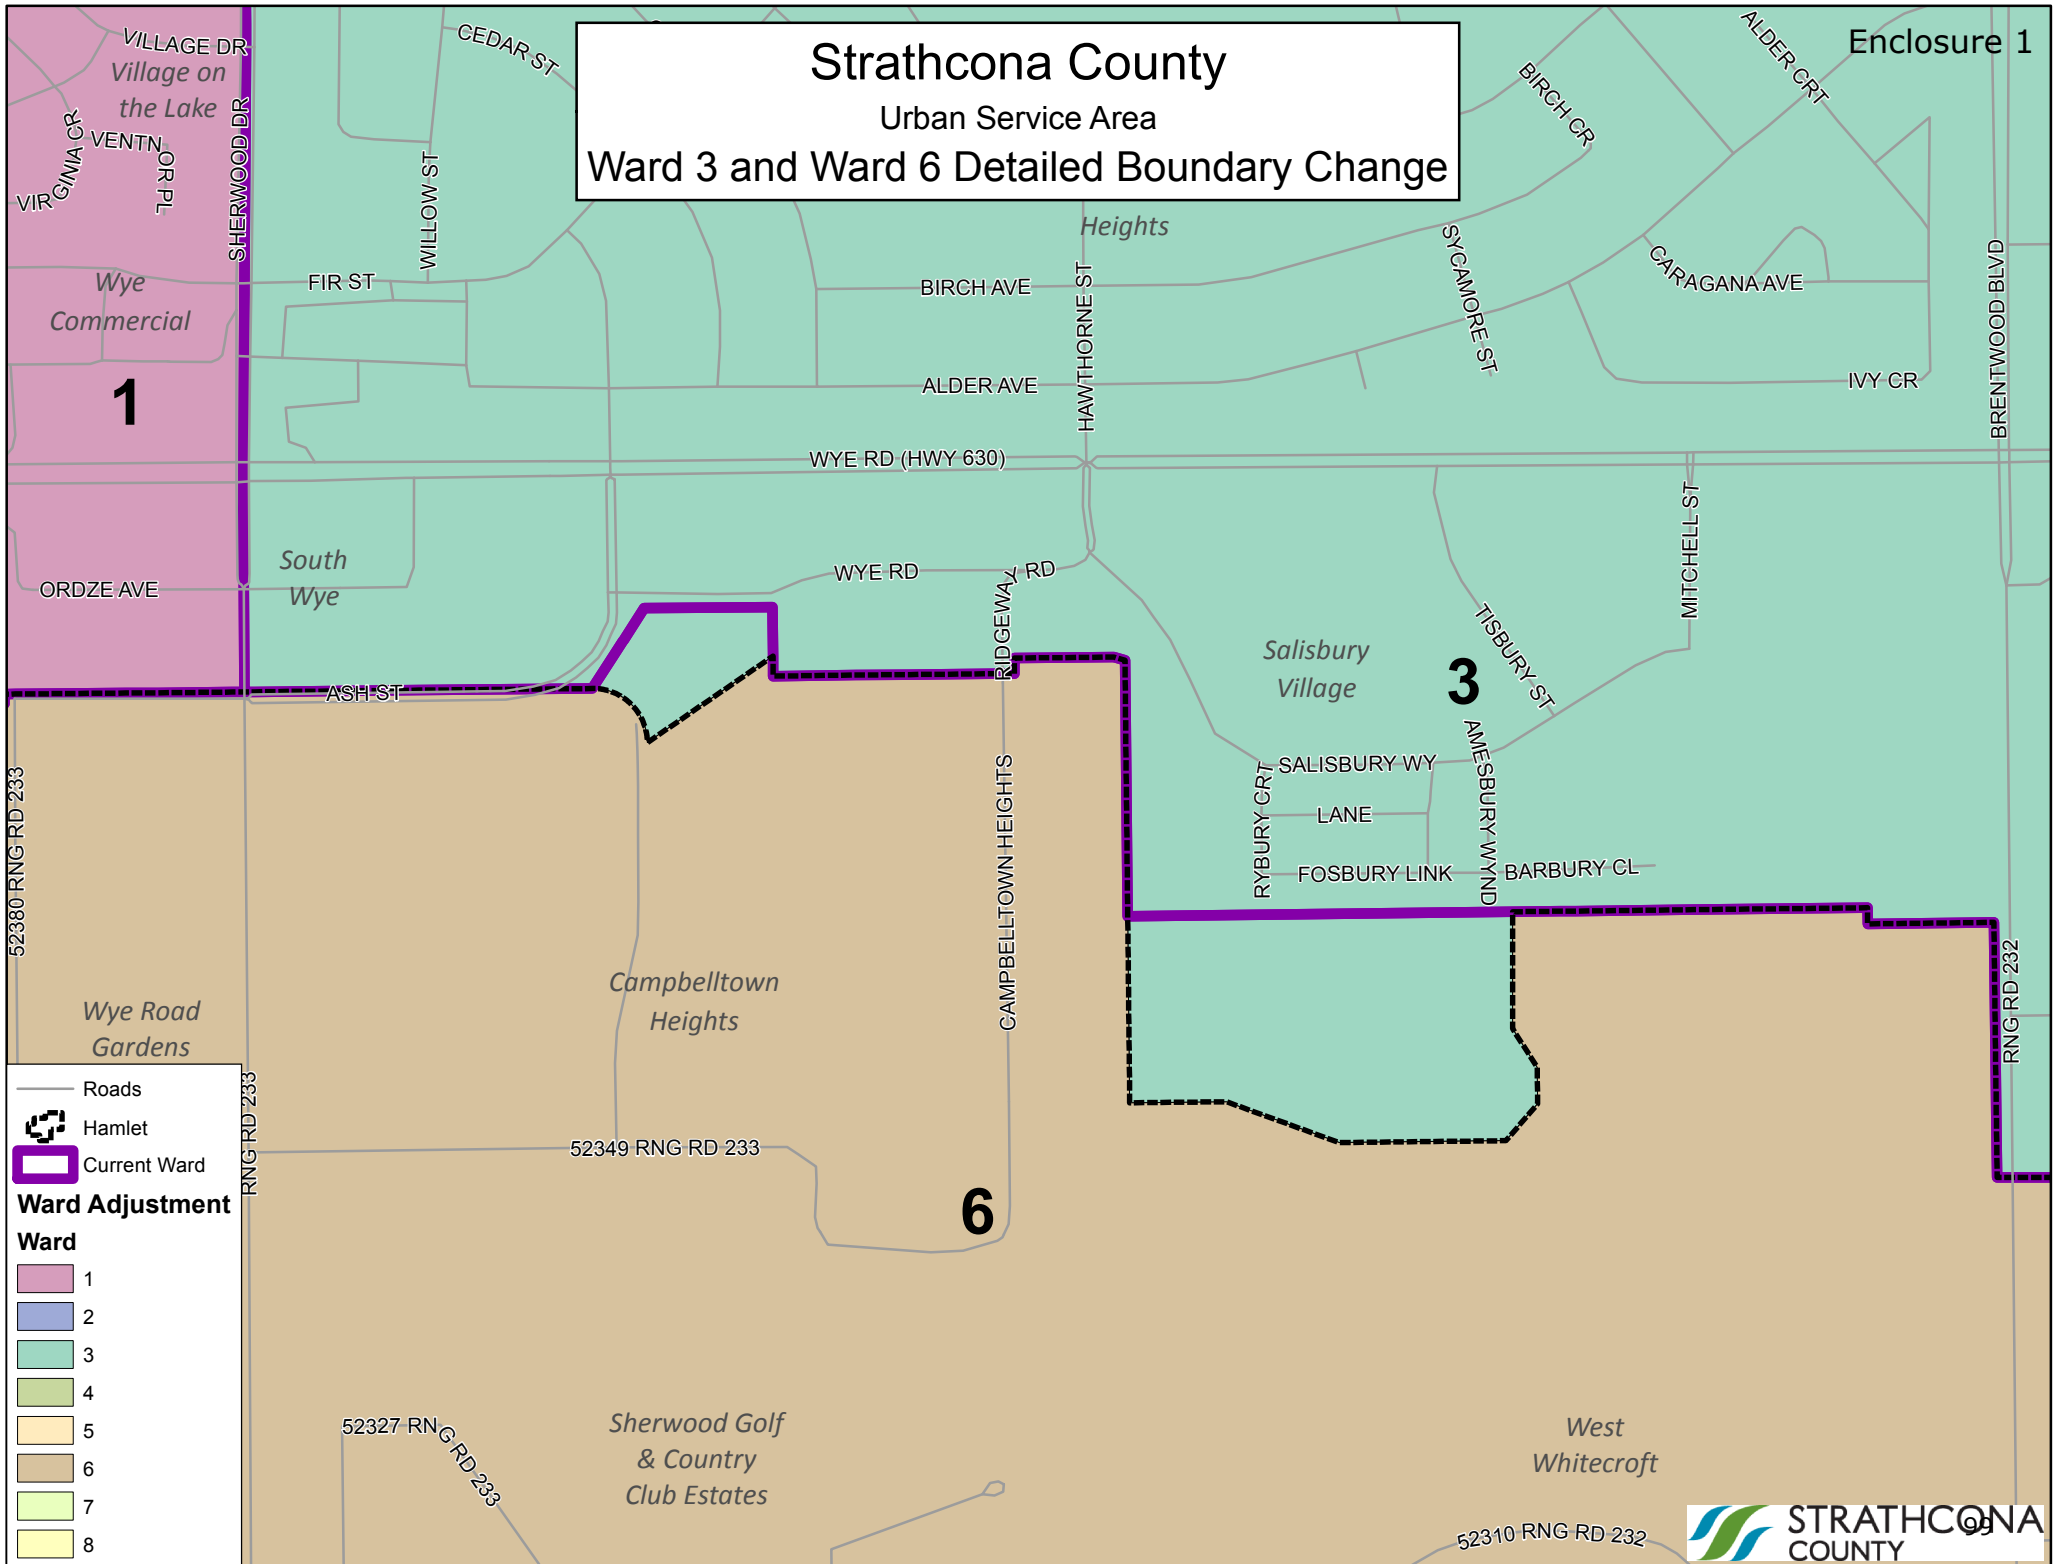 Enclosure 1
Strathcona County
Urban Service Area
Ward 3 and Ward 6 Detailed Boundary Change
VILLAGE DR
Village on
the Lake
CEDAR ST
BIRCH CR
ALDER CRT
VIRGINIA CR
VENTNOR PL
SHERWOOD DR
WILLOW ST
Heights
SYCAMORE ST
CARAGANA AVE
BRENTWOOD BLVD
Wye
Commercial
FIR ST
BIRCH AVE
HAWTHORNE ST
1
ALDER AVE
IVY CR
WYE RD (HWY 630)
MITCHELL ST
South
Wye
ORDZE AVE
WYE RD
RIDGEWAY RD
TISBURY ST
Salisbury
Village
3
ASH ST
52380 RNG RD 233
CAMPBELLTOWN HEIGHTS
SALISBURY WY
RYBURY CRT
LANE
AMESBURY WYND
FOSBURY LINK
BARBURY CL
RNG RD 232
Campbelltown
Heights
Wye Road
Gardens
RNG RD 233
52349 RNG RD 233
6
Roads
Hamlet
Current Ward
Ward Adjustment
Ward
1
2
3
4
5
6
7
8
52327 RNG RD 233
Sherwood Golf
& Country
Club Estates
West
Whitecroft
52310 RNG RD 232
STRATHCONA
COUNTY
99